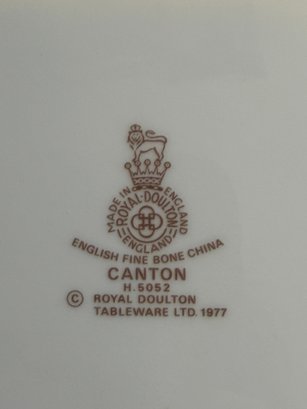 MADE IN ENGLAND
ROYAL·DOULTON
ENGLAND
ENGLISH FINE BONE CHINA
CANTON
H.5052
© ROYAL DOULTON
TABLEWARE LTD. 1977